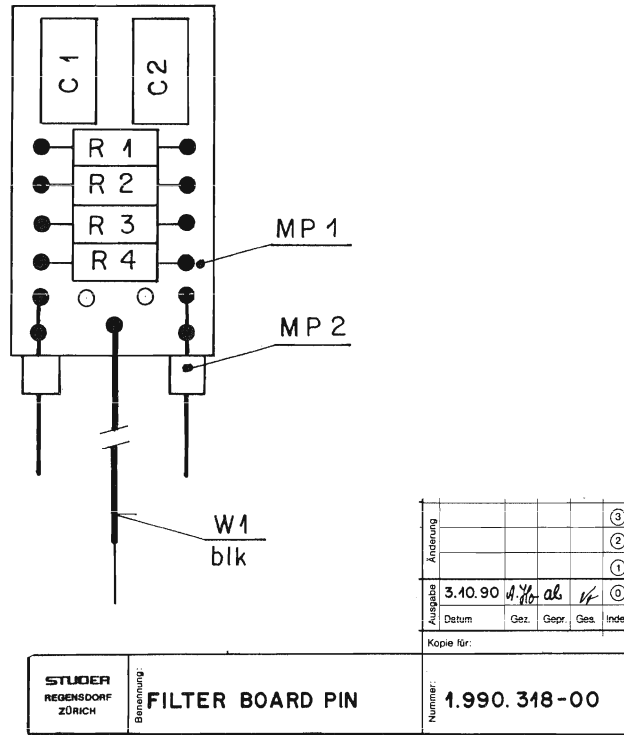 C1
C2
R 1
R 2
R 3
R 4
MP 1
MP 2
W1
blk
Änderung
3
2
1
Ausgabe
3.10.90
0
Datum Gez. Gepr. Ges. Inde
Kopie für:
STUDER
REGENSDORF
ZÜRICH
Benennung:
FILTER BOARD PIN
Nummer:
1.990.318-00